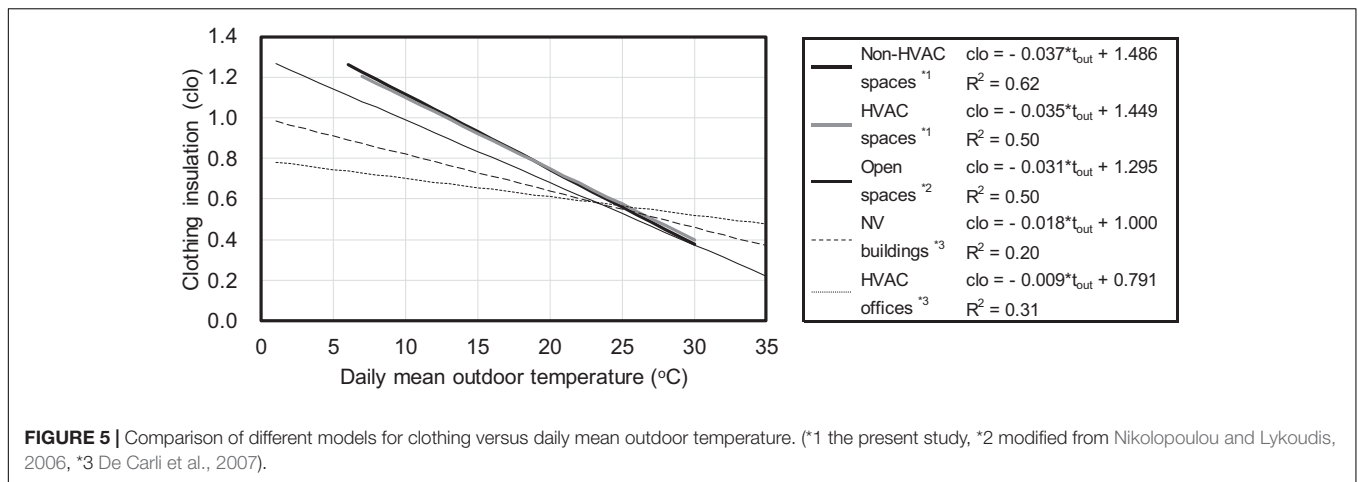 1.4
1.2
1.0
0.8
0.6
0.4
0.2
0.0
Clothing insulation (clo)
0 5 10 15 20 25 30 35
Daily mean outdoor temperature (°C)
Non-HVAC clo = - 0.037*tout + 1.486
spaces *1 R² = 0.62
HVAC clo = - 0.035*tout + 1.449
spaces *1 R² = 0.50
Open clo = - 0.031*tout + 1.295
spaces *2 R² = 0.50
NV clo = - 0.018*tout + 1.000
buildings *3 R² = 0.20
HVAC clo = - 0.009*tout + 0.791
offices *3 R² = 0.31
FIGURE 5 | Comparison of different models for clothing versus daily mean outdoor temperature. (*1 the present study, *2 modified from Nikolopoulou and Lykoudis,
2006, *3 De Carli et al., 2007).